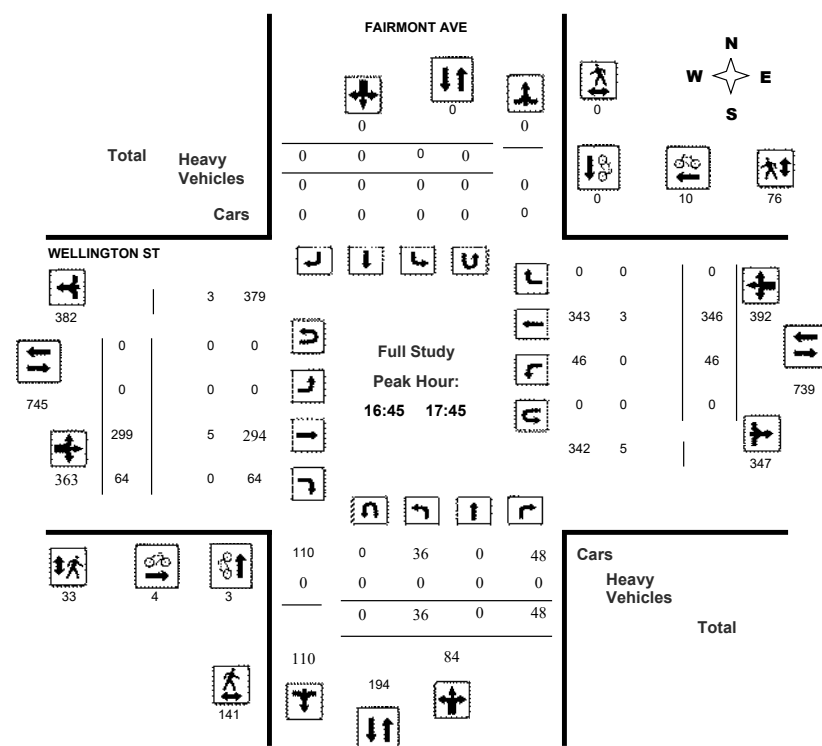 FAIRMONT AVE
N
W E
S
0 0 0 0
Total Heavy Vehicles 0 0 0 0
0 0 0 0 0 0 10 76
Cars 0 0 0 0 0
WELLINGTON ST
382 3 379
0 0 0
343 3 346 392
745 0 0 0
Full Study
Peak Hour:
16:45 17:45
46 0 46
739
0 0 0
363 299 5 294
64 0 64
342 5 347
33 4 3
110 0 36 0 48 Cars
0 0 0 0 0 Heavy Vehicles
0 36 0 48 Total
110 84
194
141